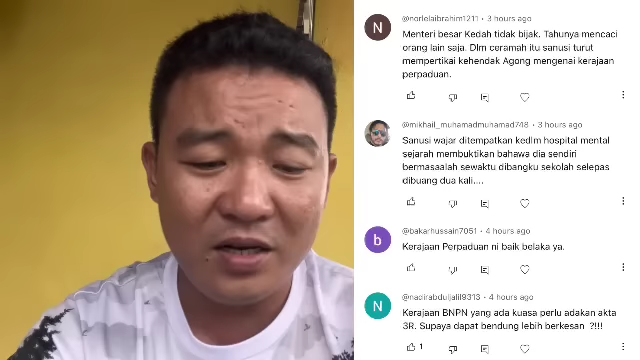 N
@norlelaibrahim1211 • 3 hours ago
Menteri besar Kedah tidak bijak. Tahunya mencaci
orang lain saja. Dlm ceramah itu sanusi turut
mempertikai kehendak Agong mengenai kerajaan
perpaduan.
@mikhail_muhamadmuhamad748 • 3 hours ago
Sanusi wajar ditempatkan kedlm hospital mental
sejarah membuktikan bahawa dia sendiri
bermasaalah sewaktu dibangku sekolah selepas
dibuang dua kali....
b
@bakarhussain7051 • 4 hours ago
Kerajaan Perpaduan ni baik belaka ya.
N
@nadirabduljalil9313 • 4 hours ago
Kerajaan BNPN yang ada kuasa perlu adakan akta
3R. Supaya dapat bendung lebih berkesan ?!!!
1